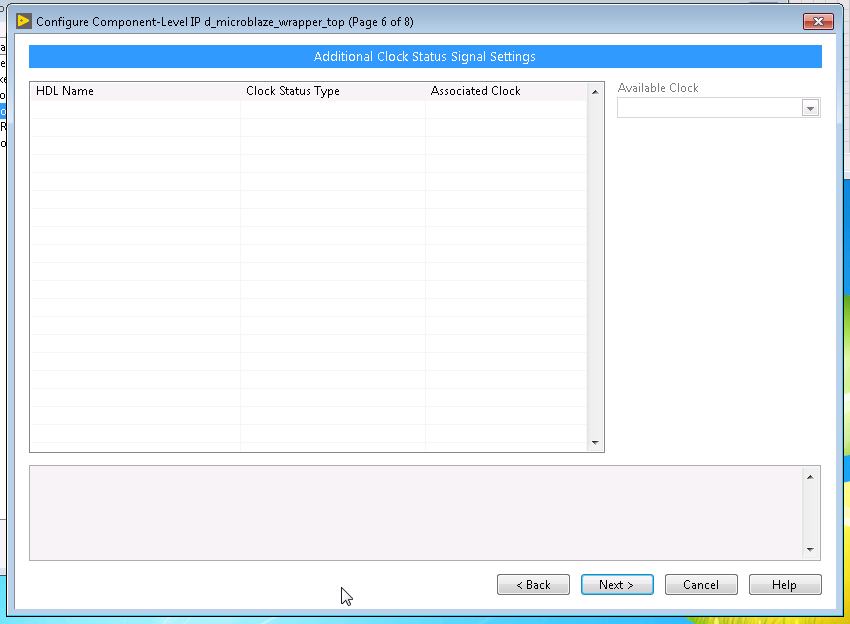 Configure Component-Level IP d_microblaze_wrapper_top (Page 6 of 8)
Additional Clock Status Signal Settings
HDL Name Clock Status Type Associated Clock
Available Clock
< Back Next > Cancel Help